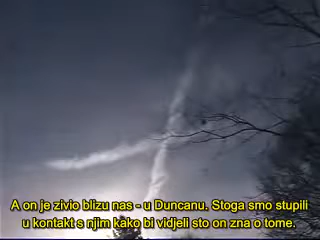 A on je zivio blizu nas - u Duncanu. Stoga smo stupili
u kontakt s njim kako bi vidjeli sto on zna o tome.